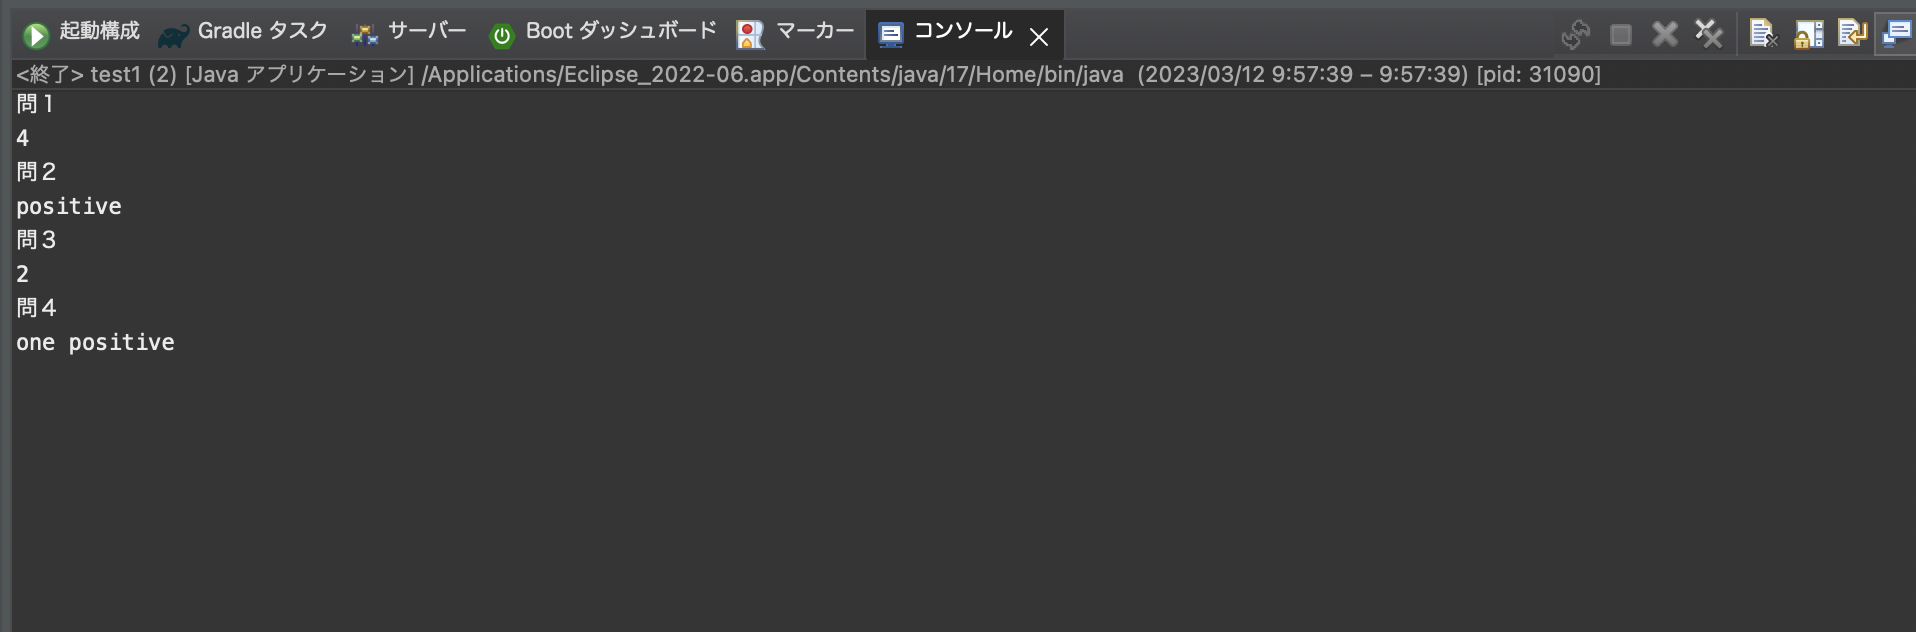 起動構成 Gradle タスク サーバー Boot ダッシュボード マーカー コンソール
<終了> test1 (2) [Java アプリケーション] /Applications/Eclipse_2022-06.app/Contents/java/17/Home/bin/java (2023/03/12 9:57:39 – 9:57:39) [pid: 31090]
問１
4
問２
positive
問３
2
問４
one positive